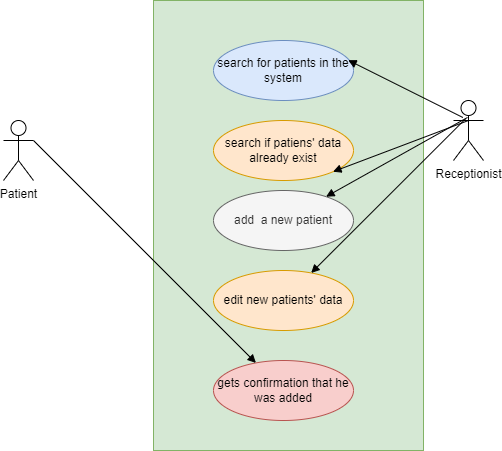 search for patients in the
system
search if patiens' data
already exist
Patient
Receptionist
add a new patient
edit new patients' data
gets confirmation that he
was added